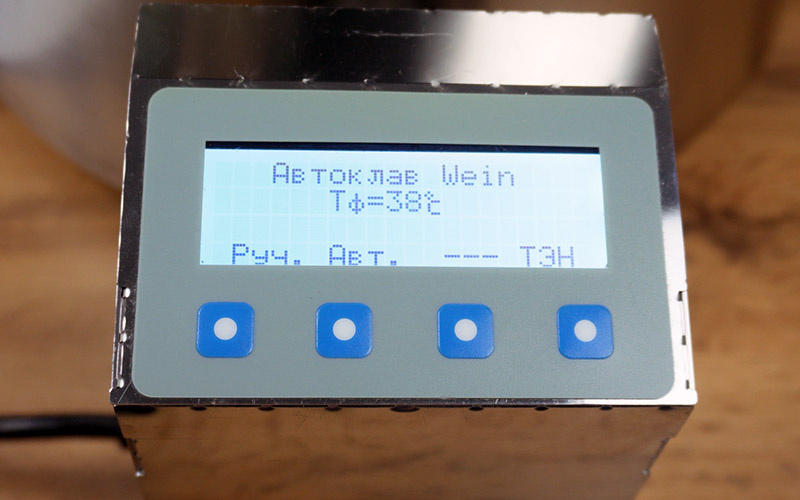 Автоклав Wein
Тф=38℃
Руч. Авт. --- ТЭН